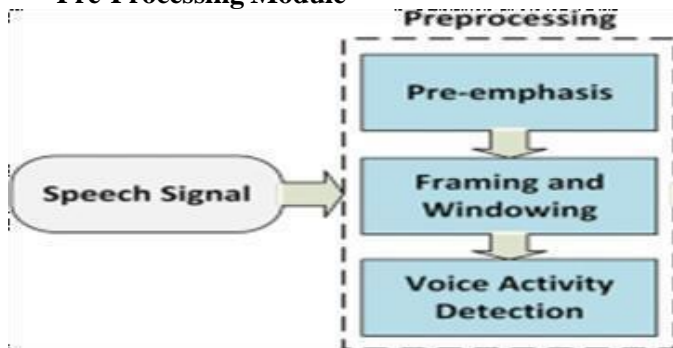 Pre-Processing Module
Preprocessing
Pre-emphasis
Speech Signal
Framing and
Windowing
Voice Activity
Detection